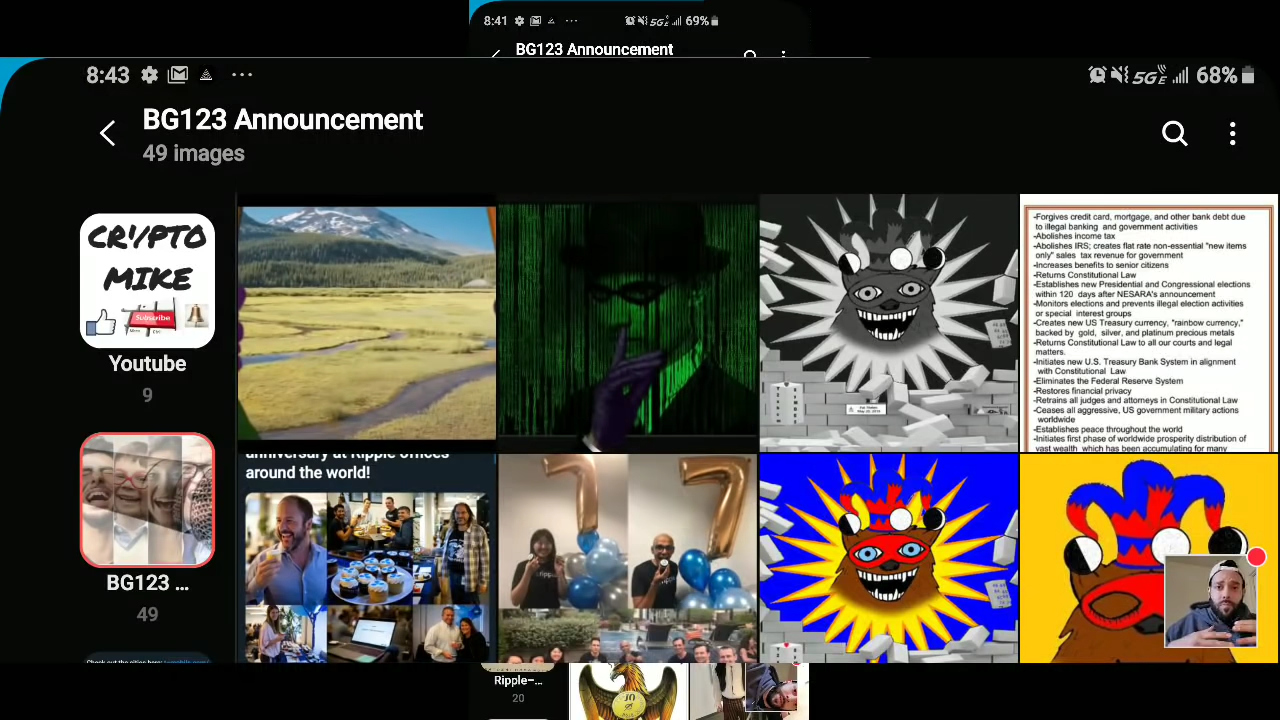 8:41
69%
BG123 Announcement
8:43
5G E
68%
BG123 Announcement
49 images
CR'YPTO
MIKE
Subscribe
Youtube
9
BG123 ...
49
-Forgives credit card, mortgage, and other bank debt due
to illegal banking and government activities
-Abolishes income tax
-Abolishes IRS; creates flat rate non-essential "new items
only" sales tax revenue for government
-Increases benefits to senior citizens
-Returns Constitutional Law
-Establishes new Presidential and Congressional elections
within 120 days after NESARA's announcement
-Monitors elections and prevents illegal election activities
or special interest groups
-Creates new US Treasury currency, "rainbow currency,"
backed by gold, silver, and platinum precious metals
-Returns Constitutional Law to all our courts and legal
matters.
-Initiates new U.S. Treasury Bank System in alignment
with Constitutional Law
-Eliminates the Federal Reserve System
-Restores financial privacy
-Retrains all judges and attorneys in Constitutional Law
-Ceases all aggressive, US government military actions
worldwide
-Establishes peace throughout the world
-Initiates first phase of worldwide prosperity distribution of
vast wealth which has been accumulating for many
anniversary at Ripple offices
around the world!
Ripple-...
20